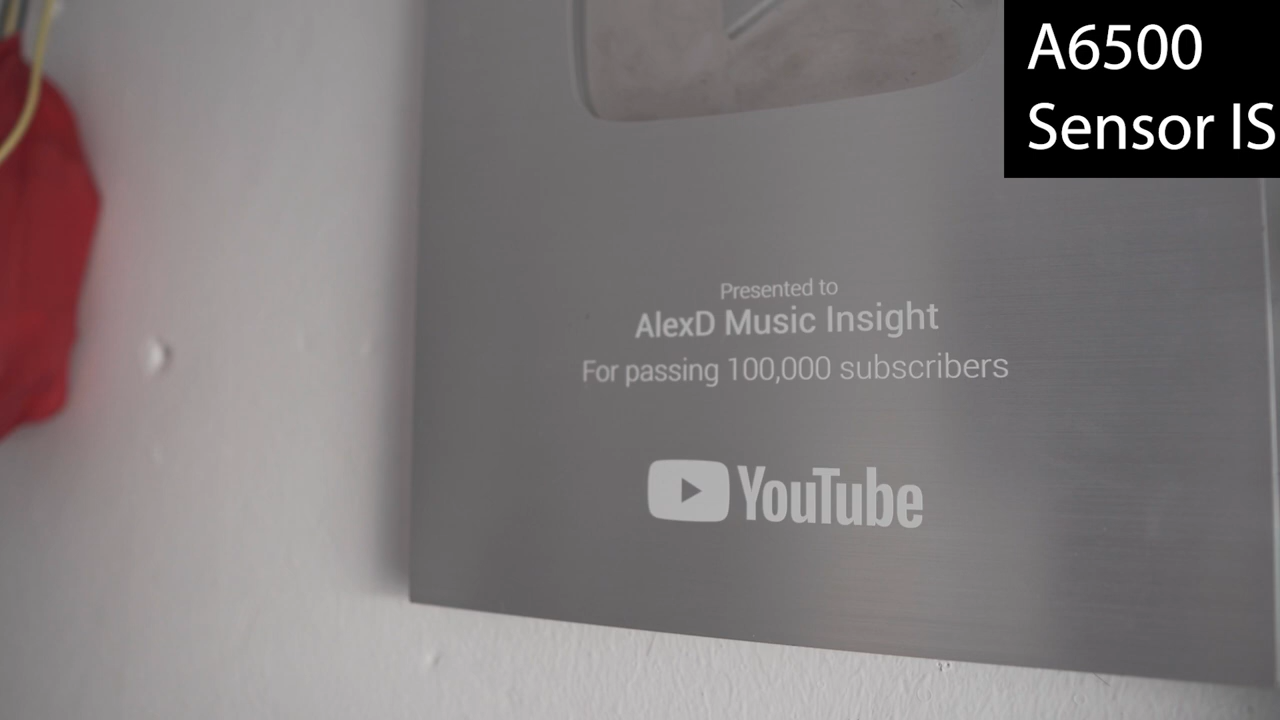 A6500
Sensor IS
Presented to
AlexD Music Insight
For passing 100,000 subscribers
YouTube